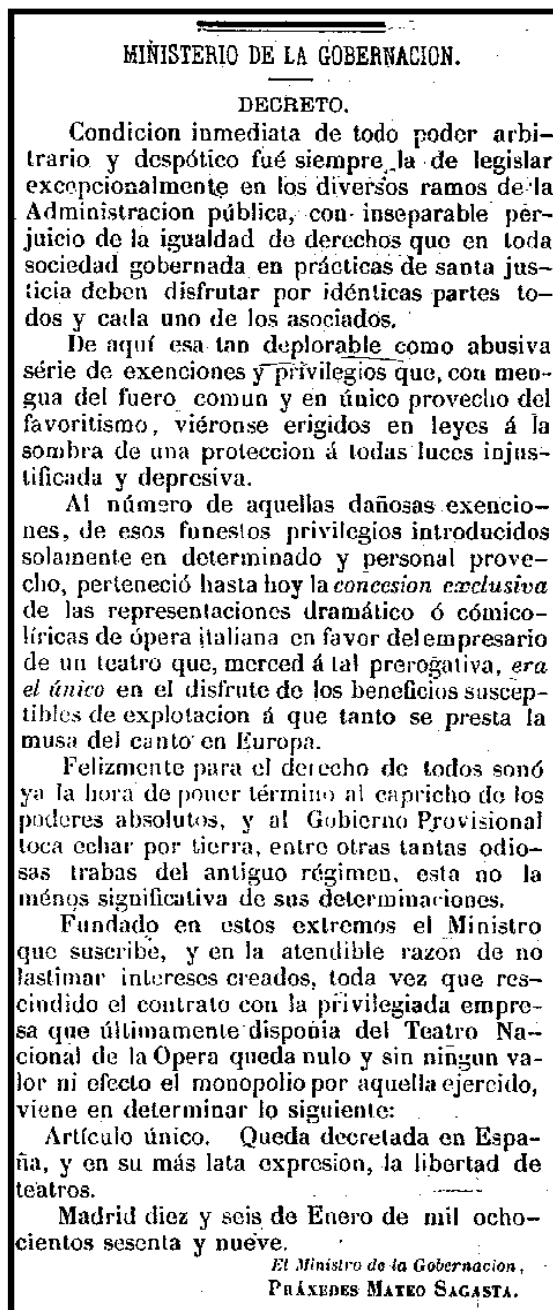 MINISTERIO DE LA GOBERNACION.
DECRETO.
Condicion inmediata de todo poder arbi-
trario y despótico fué siempre la de legislar
excepcionalmente en los diversos ramos de la
Administracion pública, con inseparable per-
juicio de la igualdad de derechos que en toda
sociedad gobernada en prácticas de santa jus-
ticia deben disfrutar por idénticas partes to-
dos y cada uno de los asociados.
De aquí esa tan deplorable como abusiva
série de exenciones y privilegios que, con men-
gua del fuero comun y en único provecho del
favoritismo, viéronse erigidos en leyes á la
sombra de una proteccion á todas luces injus-
tificada y depresiva.
Al número de aquellas dañosas exencio-
nes, de esos funestos privilegios introducidos
solamente en determinado y personal prove-
cho, perteneció hasta hoy la concesion exclusiva
de las representaciones dramático ó cómico-
líricas de ópera italiana en favor del empresario
de un teatro que, merced á tal prerogativa, era
el único en el disfrute de los beneficios suscep-
tibles de explotacion á que tanto se presta la
musa del canto en Europa.
Felizmente para el derecho de todos sonó
ya la hora de poner término al capricho de los
poderes absolutos, y al Gobierno Provisional
toca echar por tierra, entre otras tantas odio-
sas trabas del antiguo régimen, esta no la
ménos significativa de sus determinaciones.
Fundado en estos extremos el Ministro
que suscribe, y en la atendible razon de no
lastimar intereses creados, toda vez que res-
cindido el contrato con la privilegiada empre-
sa que últimamente disponia del Teatro Na-
cional de la Opera queda nulo y sin ningun va-
lor ni efecto el monopolio por aquella ejercido,
viene en determinar lo siguiente:
Artículo único. Queda decretada en Espa-
ña, y en su más lata expresion, la libertad de
teatros.
Madrid diez y seis de Enero de mil ocho-
cientos sesenta y nueve.
El Ministro de la Gobernacion,
PRÁXEDES MATEO SAGASTA.